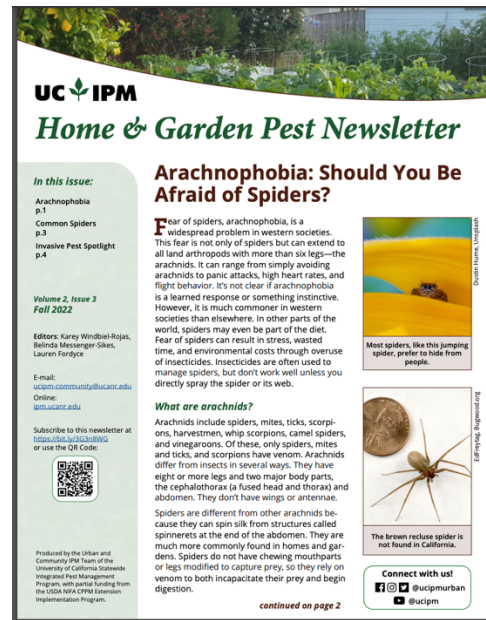 UC IPM
Home & Garden Pest Newsletter
In this issue:
Arachnophobia
p.1
Common Spiders
p.3
Invasive Pest Spotlight
p.4
Volume 2, Issue 3
Fall 2022
Editors: Karey Windbiel-Rojas,
Belinda Messenger-Sikes,
Lauren Fordyce
E-mail:
ucipm-community@ucanr.edu
Online:
ipm.ucanr.edu
Subscribe to this newsletter at
https://bit.ly/3G3n8WG
or use the QR Code:
Produced by the Urban and
Community IPM Team of the
University of California Statewide
Integrated Pest Management
Program, with partial funding from
the USDA NIFA CPPM Extension
Implementation Program.
Arachnophobia: Should You Be
Afraid of Spiders?
Fear of spiders, arachnophobia, is a
widespread problem in western societies.
This fear is not only of spiders but can extend to
all land arthropods with more than six legs—the
arachnids. It can range from simply avoiding
arachnids to panic attacks, high heart rates, and
flight behavior. It's not clear if arachnophobia
is a learned response or something instinctive.
However, it is much commoner in western
societies than elsewhere. In other parts of the
world, spiders may even be part of the diet.
Fear of spiders can result in stress, wasted
time, and environmental costs through overuse
of insecticides. Insecticides are often used to
manage spiders, but don't work well unless you
directly spray the spider or its web.
What are arachnids?
Arachnids include spiders, mites, ticks, scorpi-
ons, harvestmen, whip scorpions, camel spiders,
and vinegaroons. Of these, only spiders, mites
and ticks, and scorpions have venom. Arachnids
differ from insects in several ways. They have
eight or more legs and two major body parts,
the cephalothorax (a fused head and thorax) and
abdomen. They don't have wings or antennae.
Spiders are different from other arachnids be-
cause they can spin silk from structures called
spinnerets at the end of the abdomen. They are
much more commonly found in homes and gar-
dens. Spiders do not have chewing mouthparts
or legs modified to capture prey, so they rely on
venom to both incapacitate their prey and begin
digestion.
continued on page 2
Dustin Hume, Unsplash
Most spiders, like this jumping
spider, prefer to hide from
people.
EdFreytag, Bugwood.org
The brown recluse spider is
not found in California.
Connect with us!
@ucipmurban
@ucipm